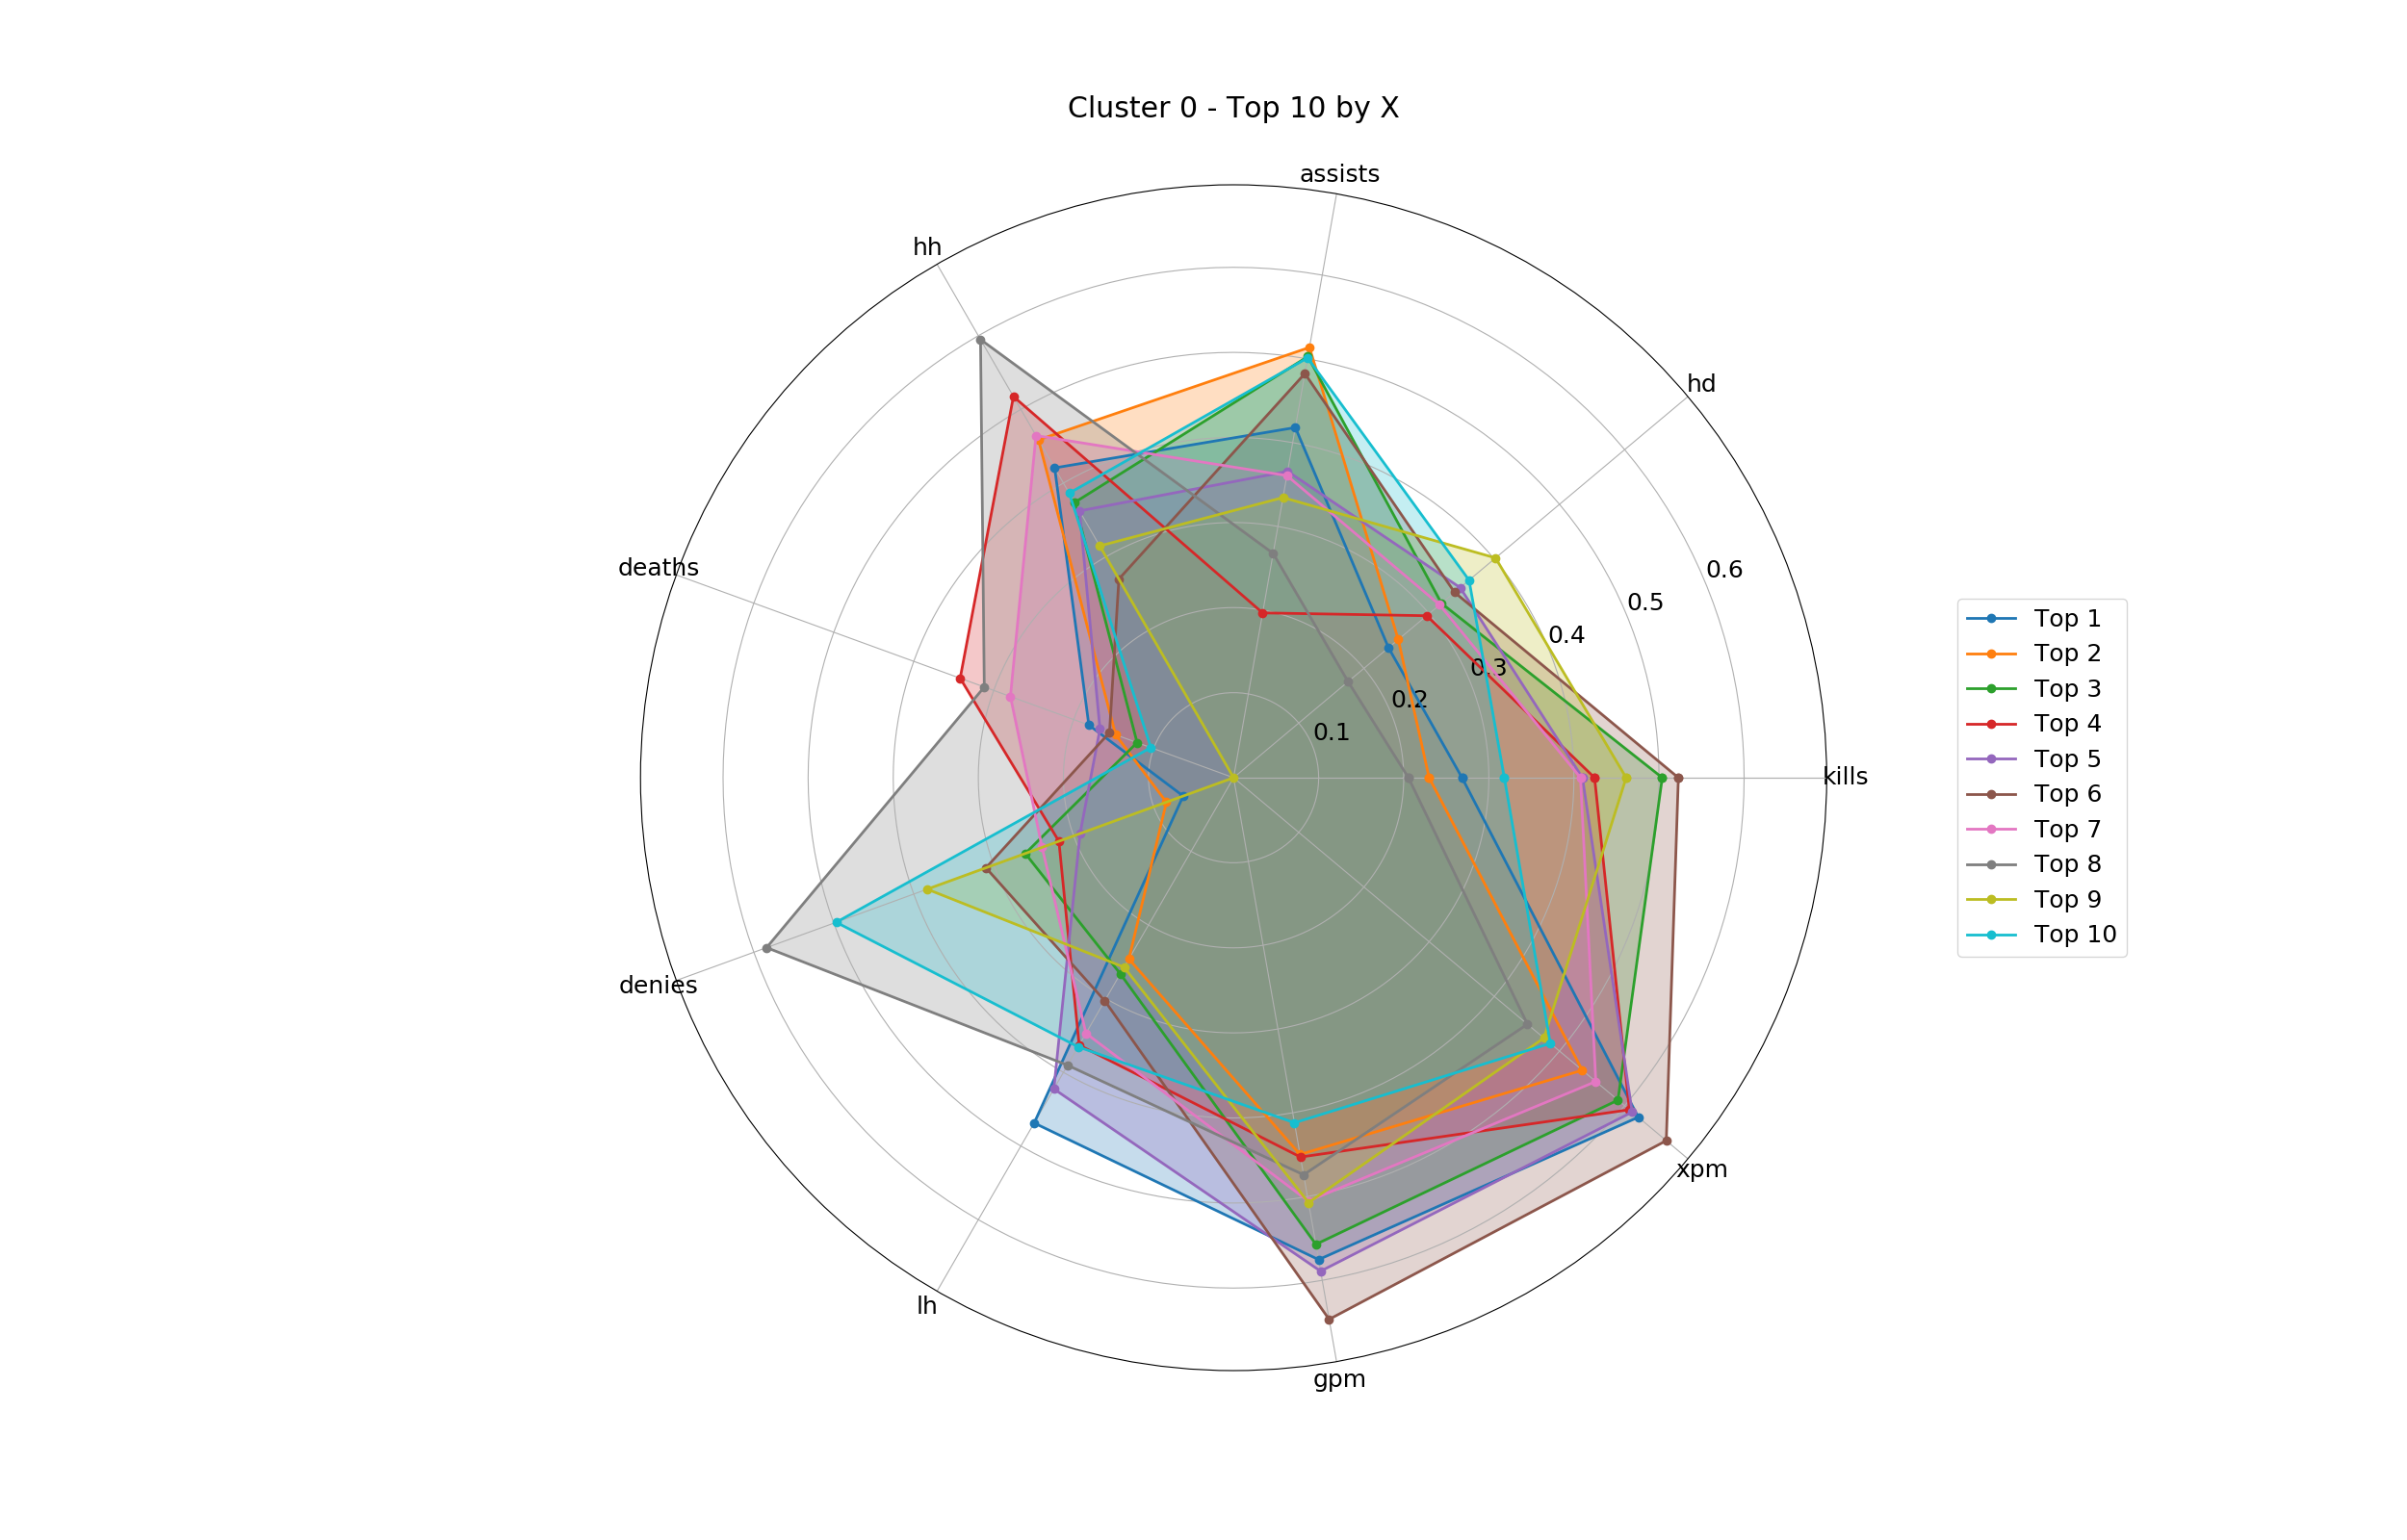 Cluster 0 - Top 10 by X
assists
hh
hd
deaths
kills
0.1
0.2
0.3
0.4
0.5
0.6
denies
xpm
lh
gpm
Top 1
Top 2
Top 3
Top 4
Top 5
Top 6
Top 7
Top 8
Top 9
Top 10